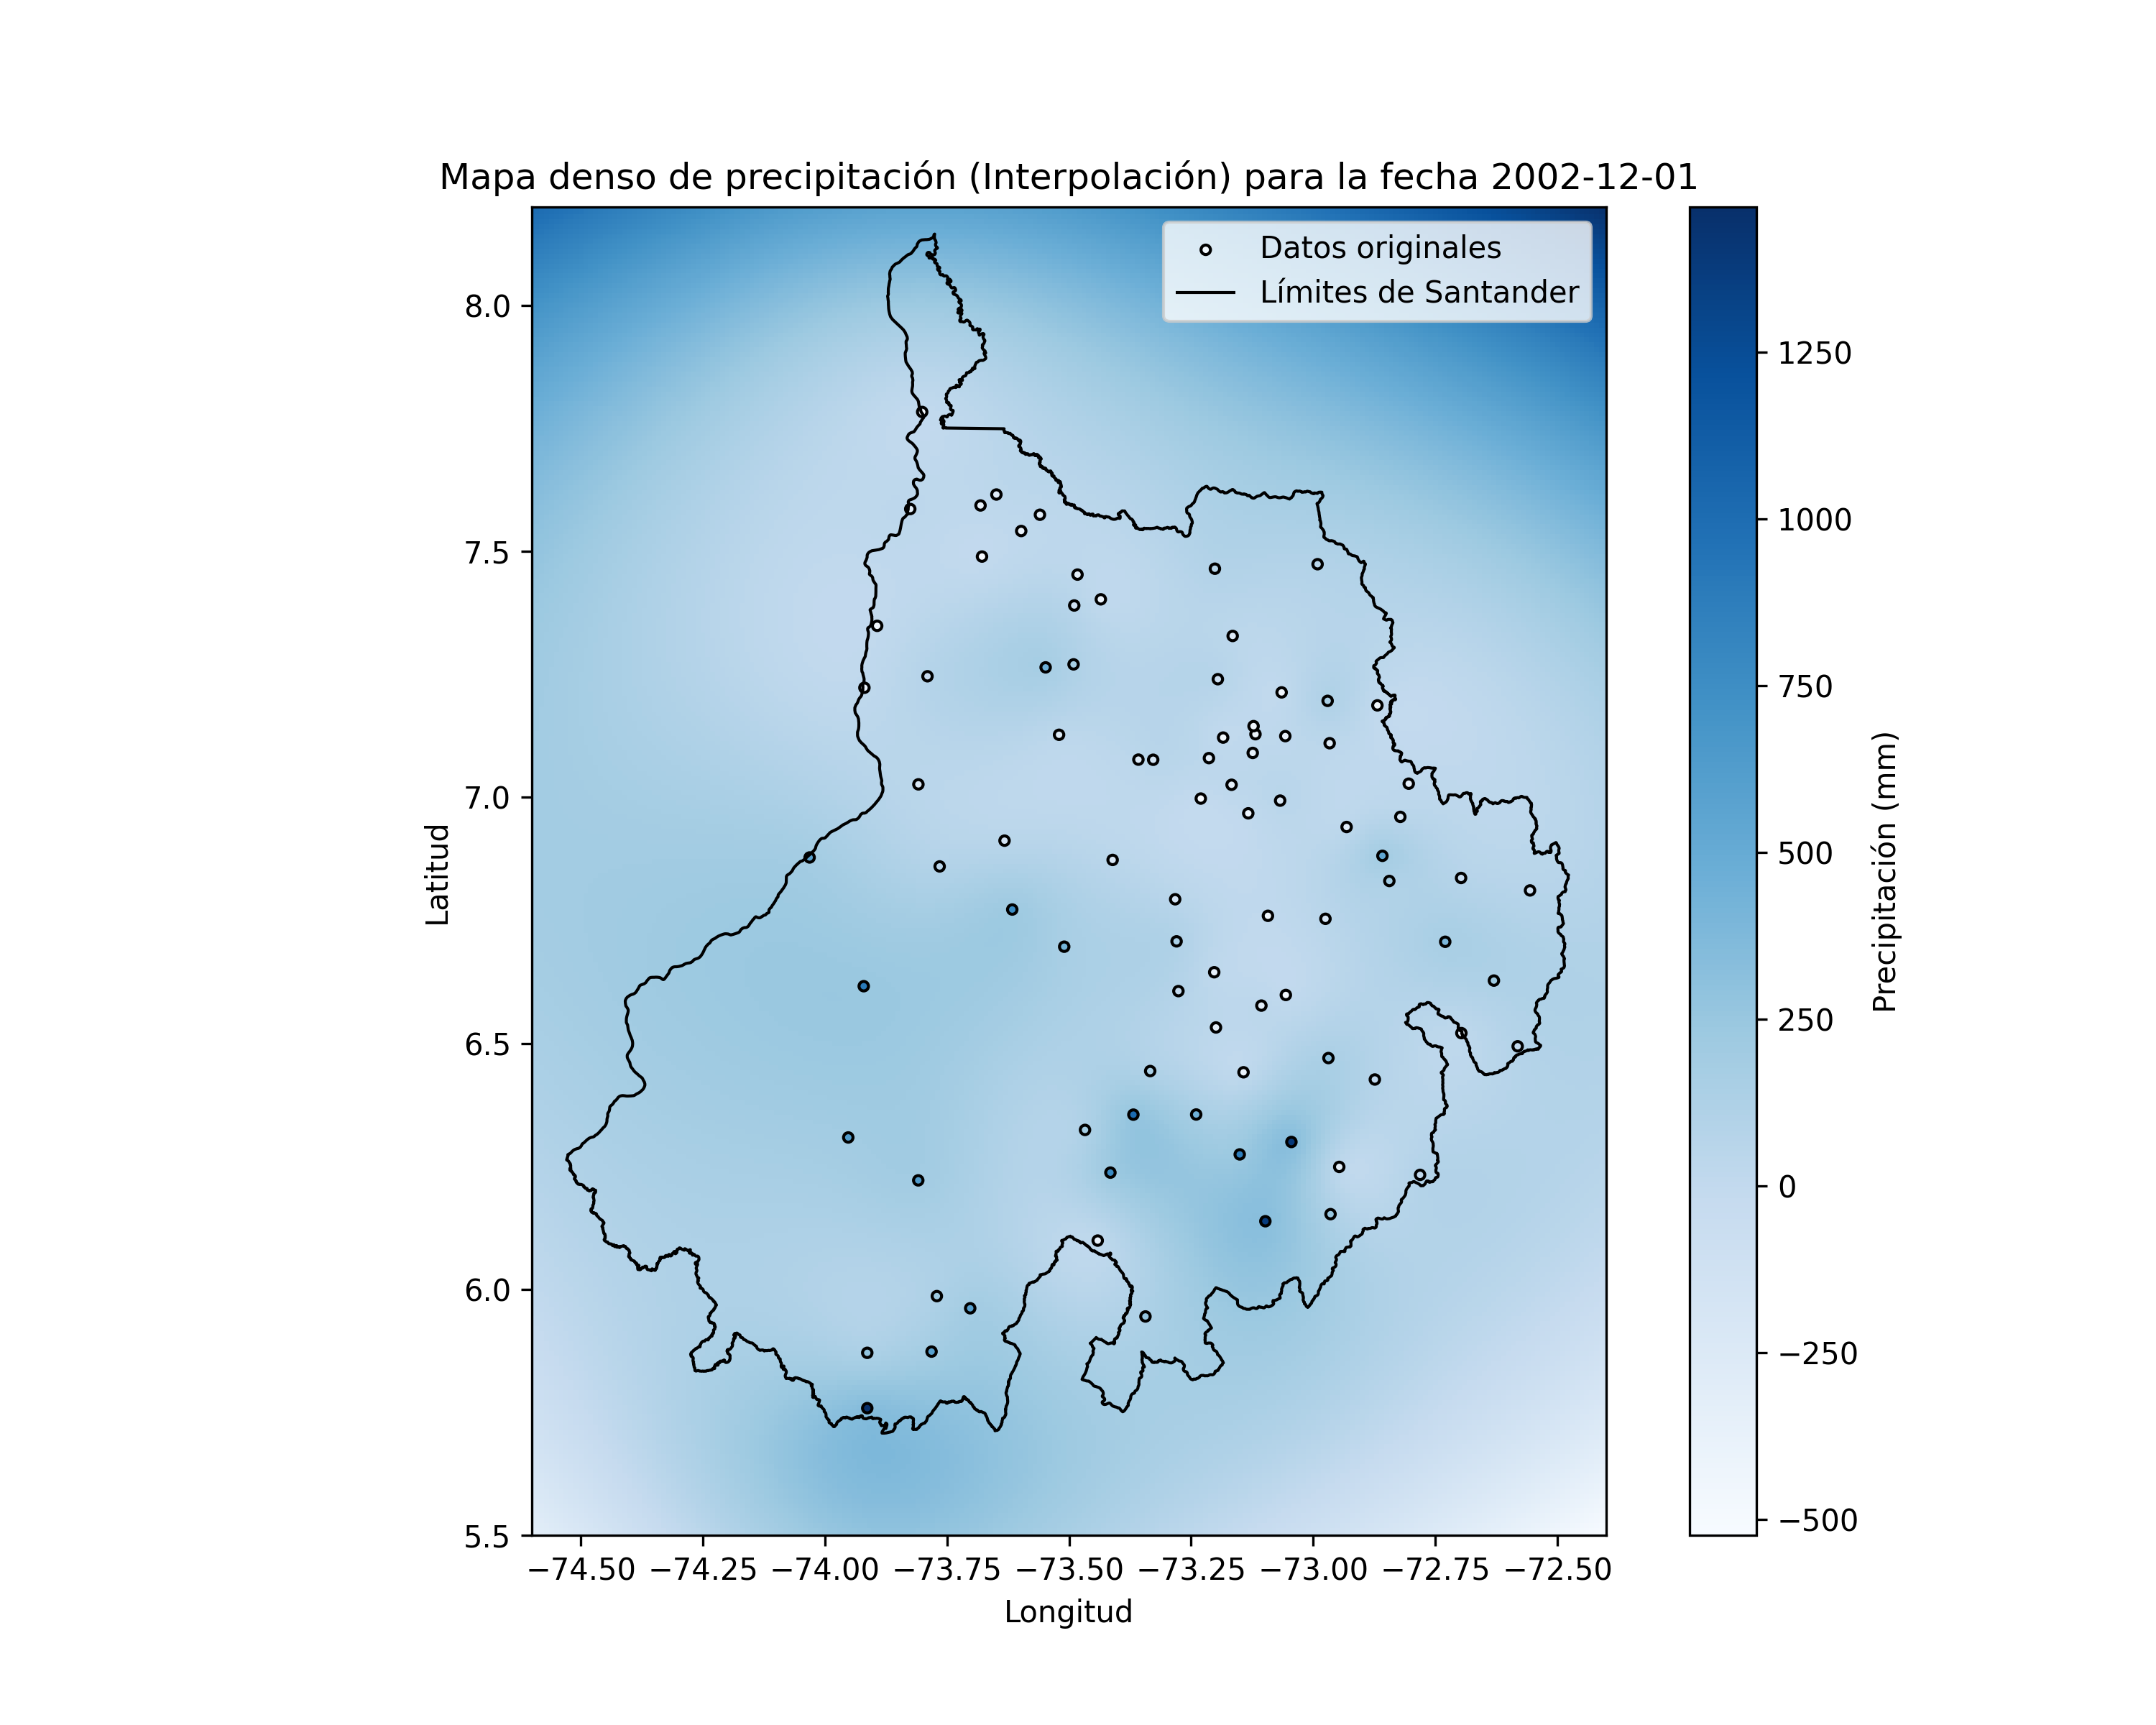 Mapa denso de precipitación (Interpolación) para la fecha 2002-12-01
Datos originales
Límites de Santander
8.0
7.5
7.0
6.5
6.0
5.5
Latitud
−74.50 −74.25 −74.00 −73.75 −73.50 −73.25 −73.00 −72.75 −72.50
Longitud
1250
1000
750
500
250
0
−250
−500
Precipitación (mm)